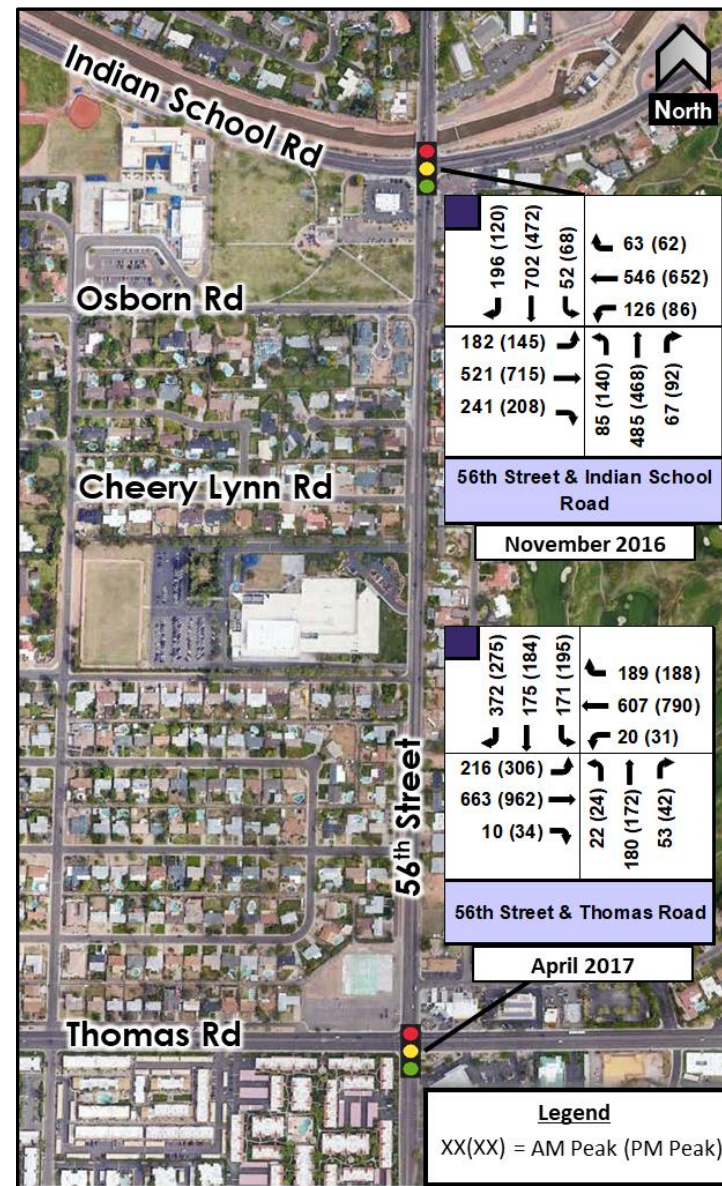 Indian School Rd
North
196 (120)
702 (472)
52 (68)
63 (62)
546 (652)
126 (86)
Osborn Rd
182 (145)
521 (715)
241 (208)
85 (140)
485 (468)
67 (92)
56th Street & Indian School
Road
Cheery Lynn Rd
November 2016
372 (275)
175 (184)
171 (195)
189 (188)
607 (790)
20 (31)
216 (306)
663 (962)
10 (34)
22 (24)
180 (172)
53 (42)
56th Street
56th Street & Thomas Road
April 2017
Thomas Rd
Legend
XX(XX) = AM Peak (PM Peak)